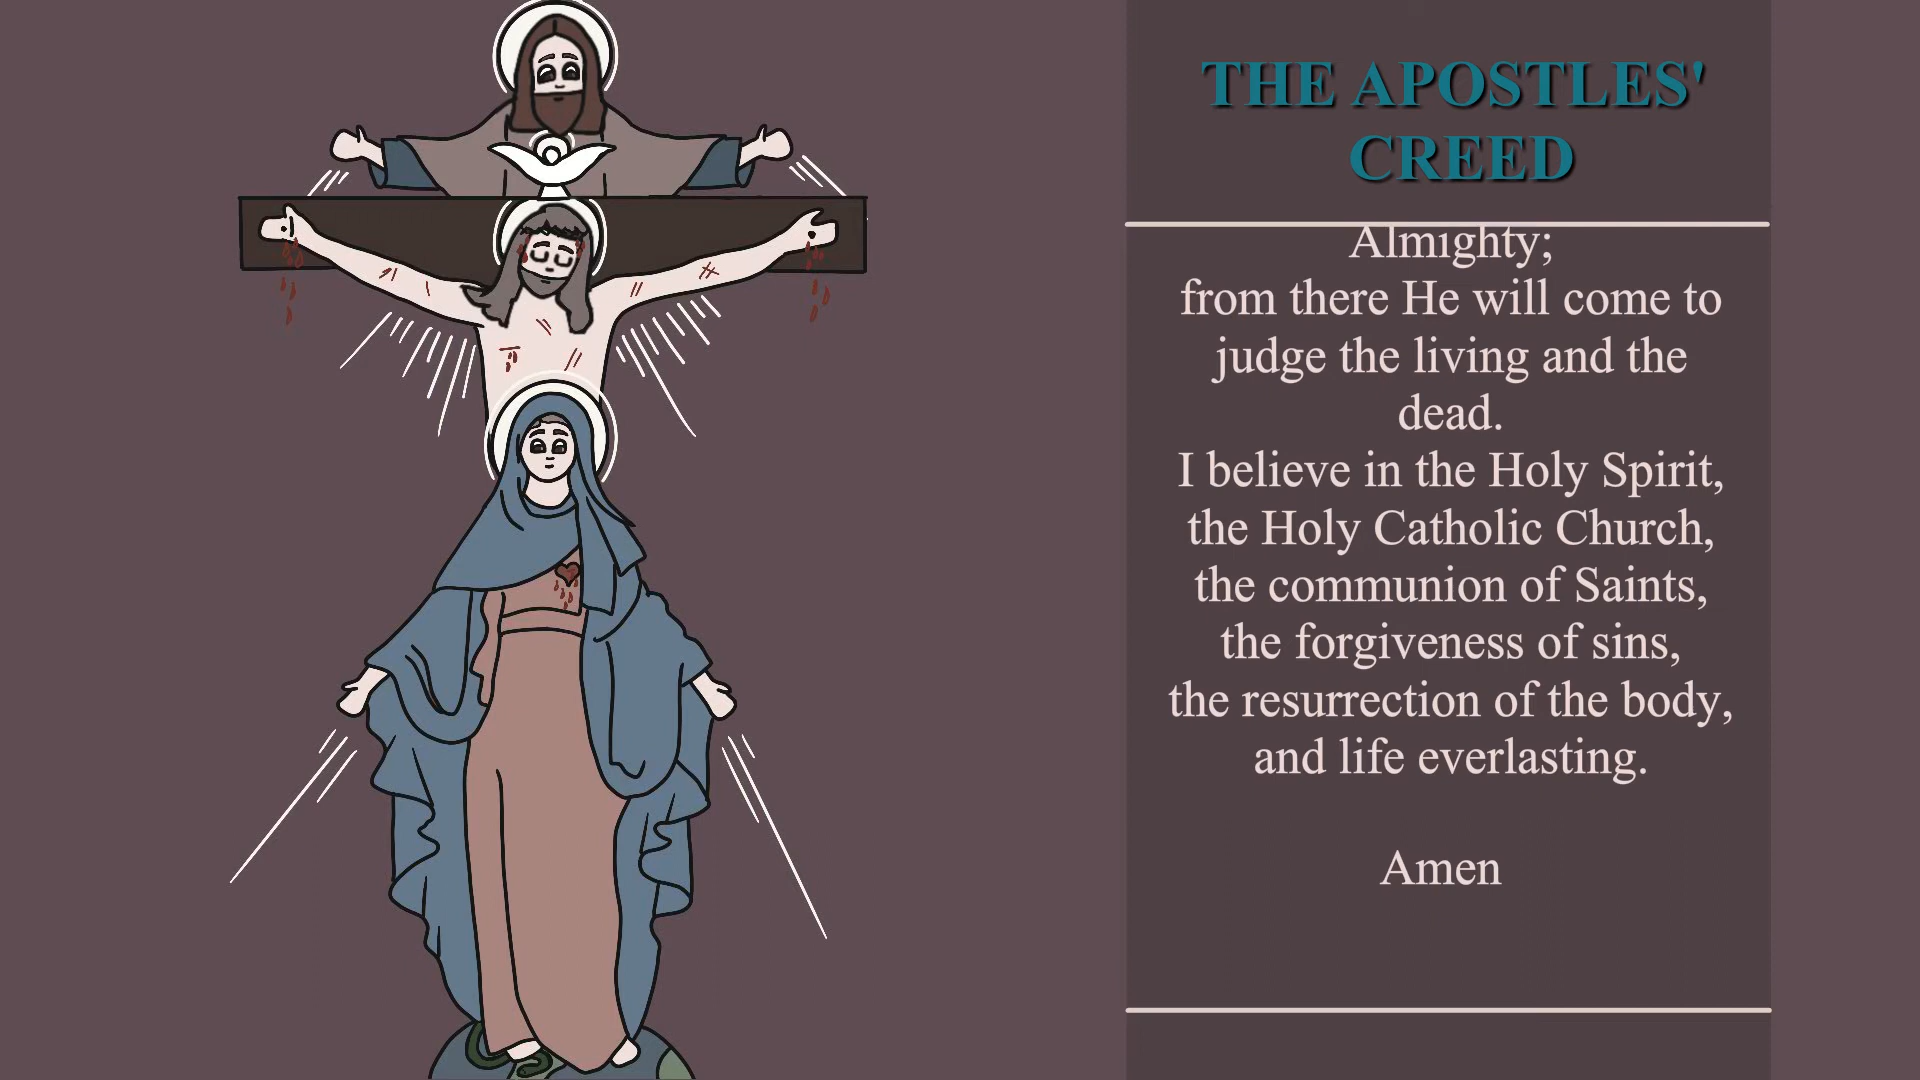 THE APOSTLES'
CREED
Almighty;
from there He will come to
judge the living and the
dead.
I believe in the Holy Spirit,
the Holy Catholic Church,
the communion of Saints,
the forgiveness of sins,
the resurrection of the body,
and life everlasting.
Amen